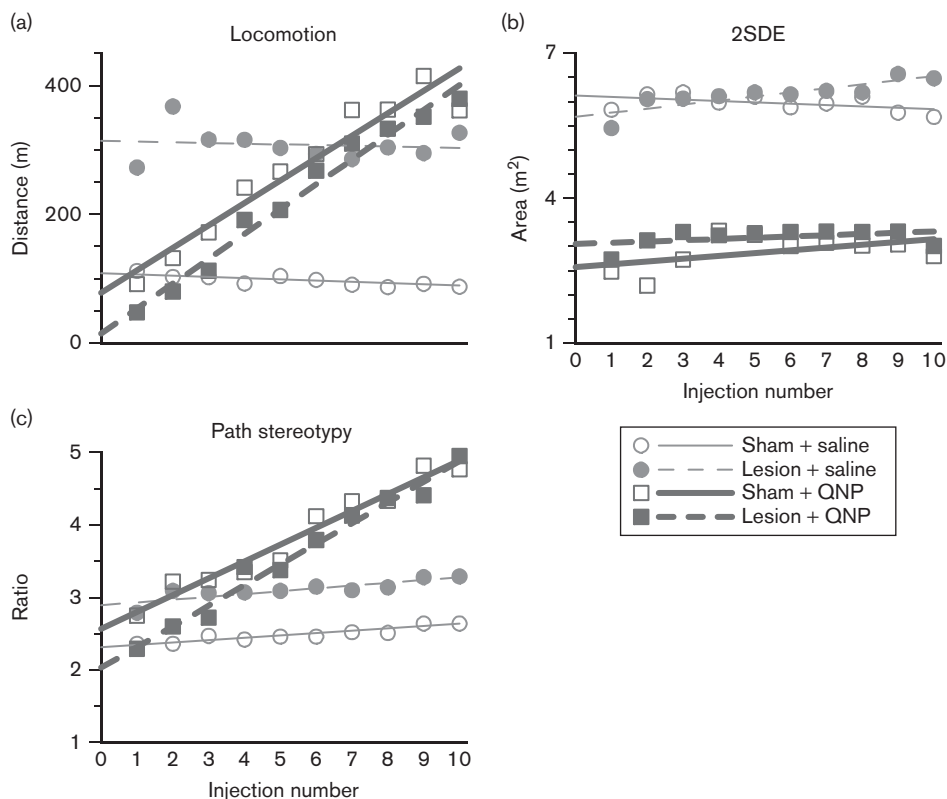 (a)
Locomotion
400
200
0
Distance (m)
(b)
2SDE
7
4
1
Area (m²)
0 1 2 3 4 5 6 7 8 9 10
Injection number
(c)
Path stereotypy
5
4
3
2
1
Ratio
0 1 2 3 4 5 6 7 8 9 10
Injection number
Sham + saline
Lesion + saline
Sham + QNP
Lesion + QNP